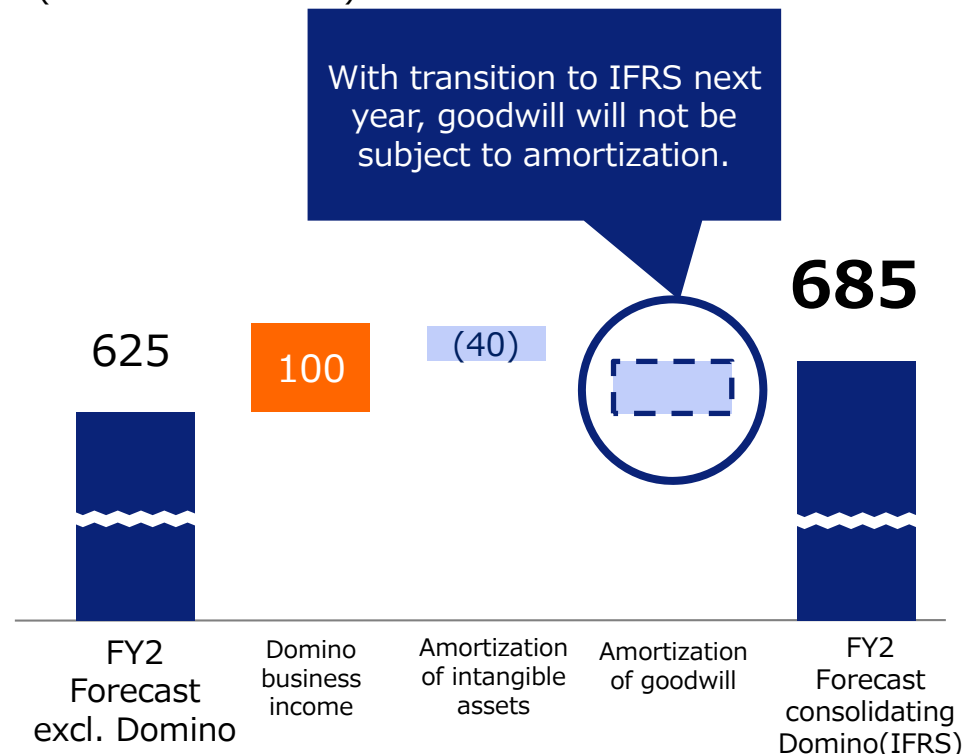 With transition to IFRS next
year, goodwill will not be
subject to amortization.
685
625
100
(40)
FY2
Forecast
excl. Domino
Domino
business
income
Amortization
of intangible
assets
Amortization
of goodwill
FY2
Forecast
consolidating
Domino(IFRS)